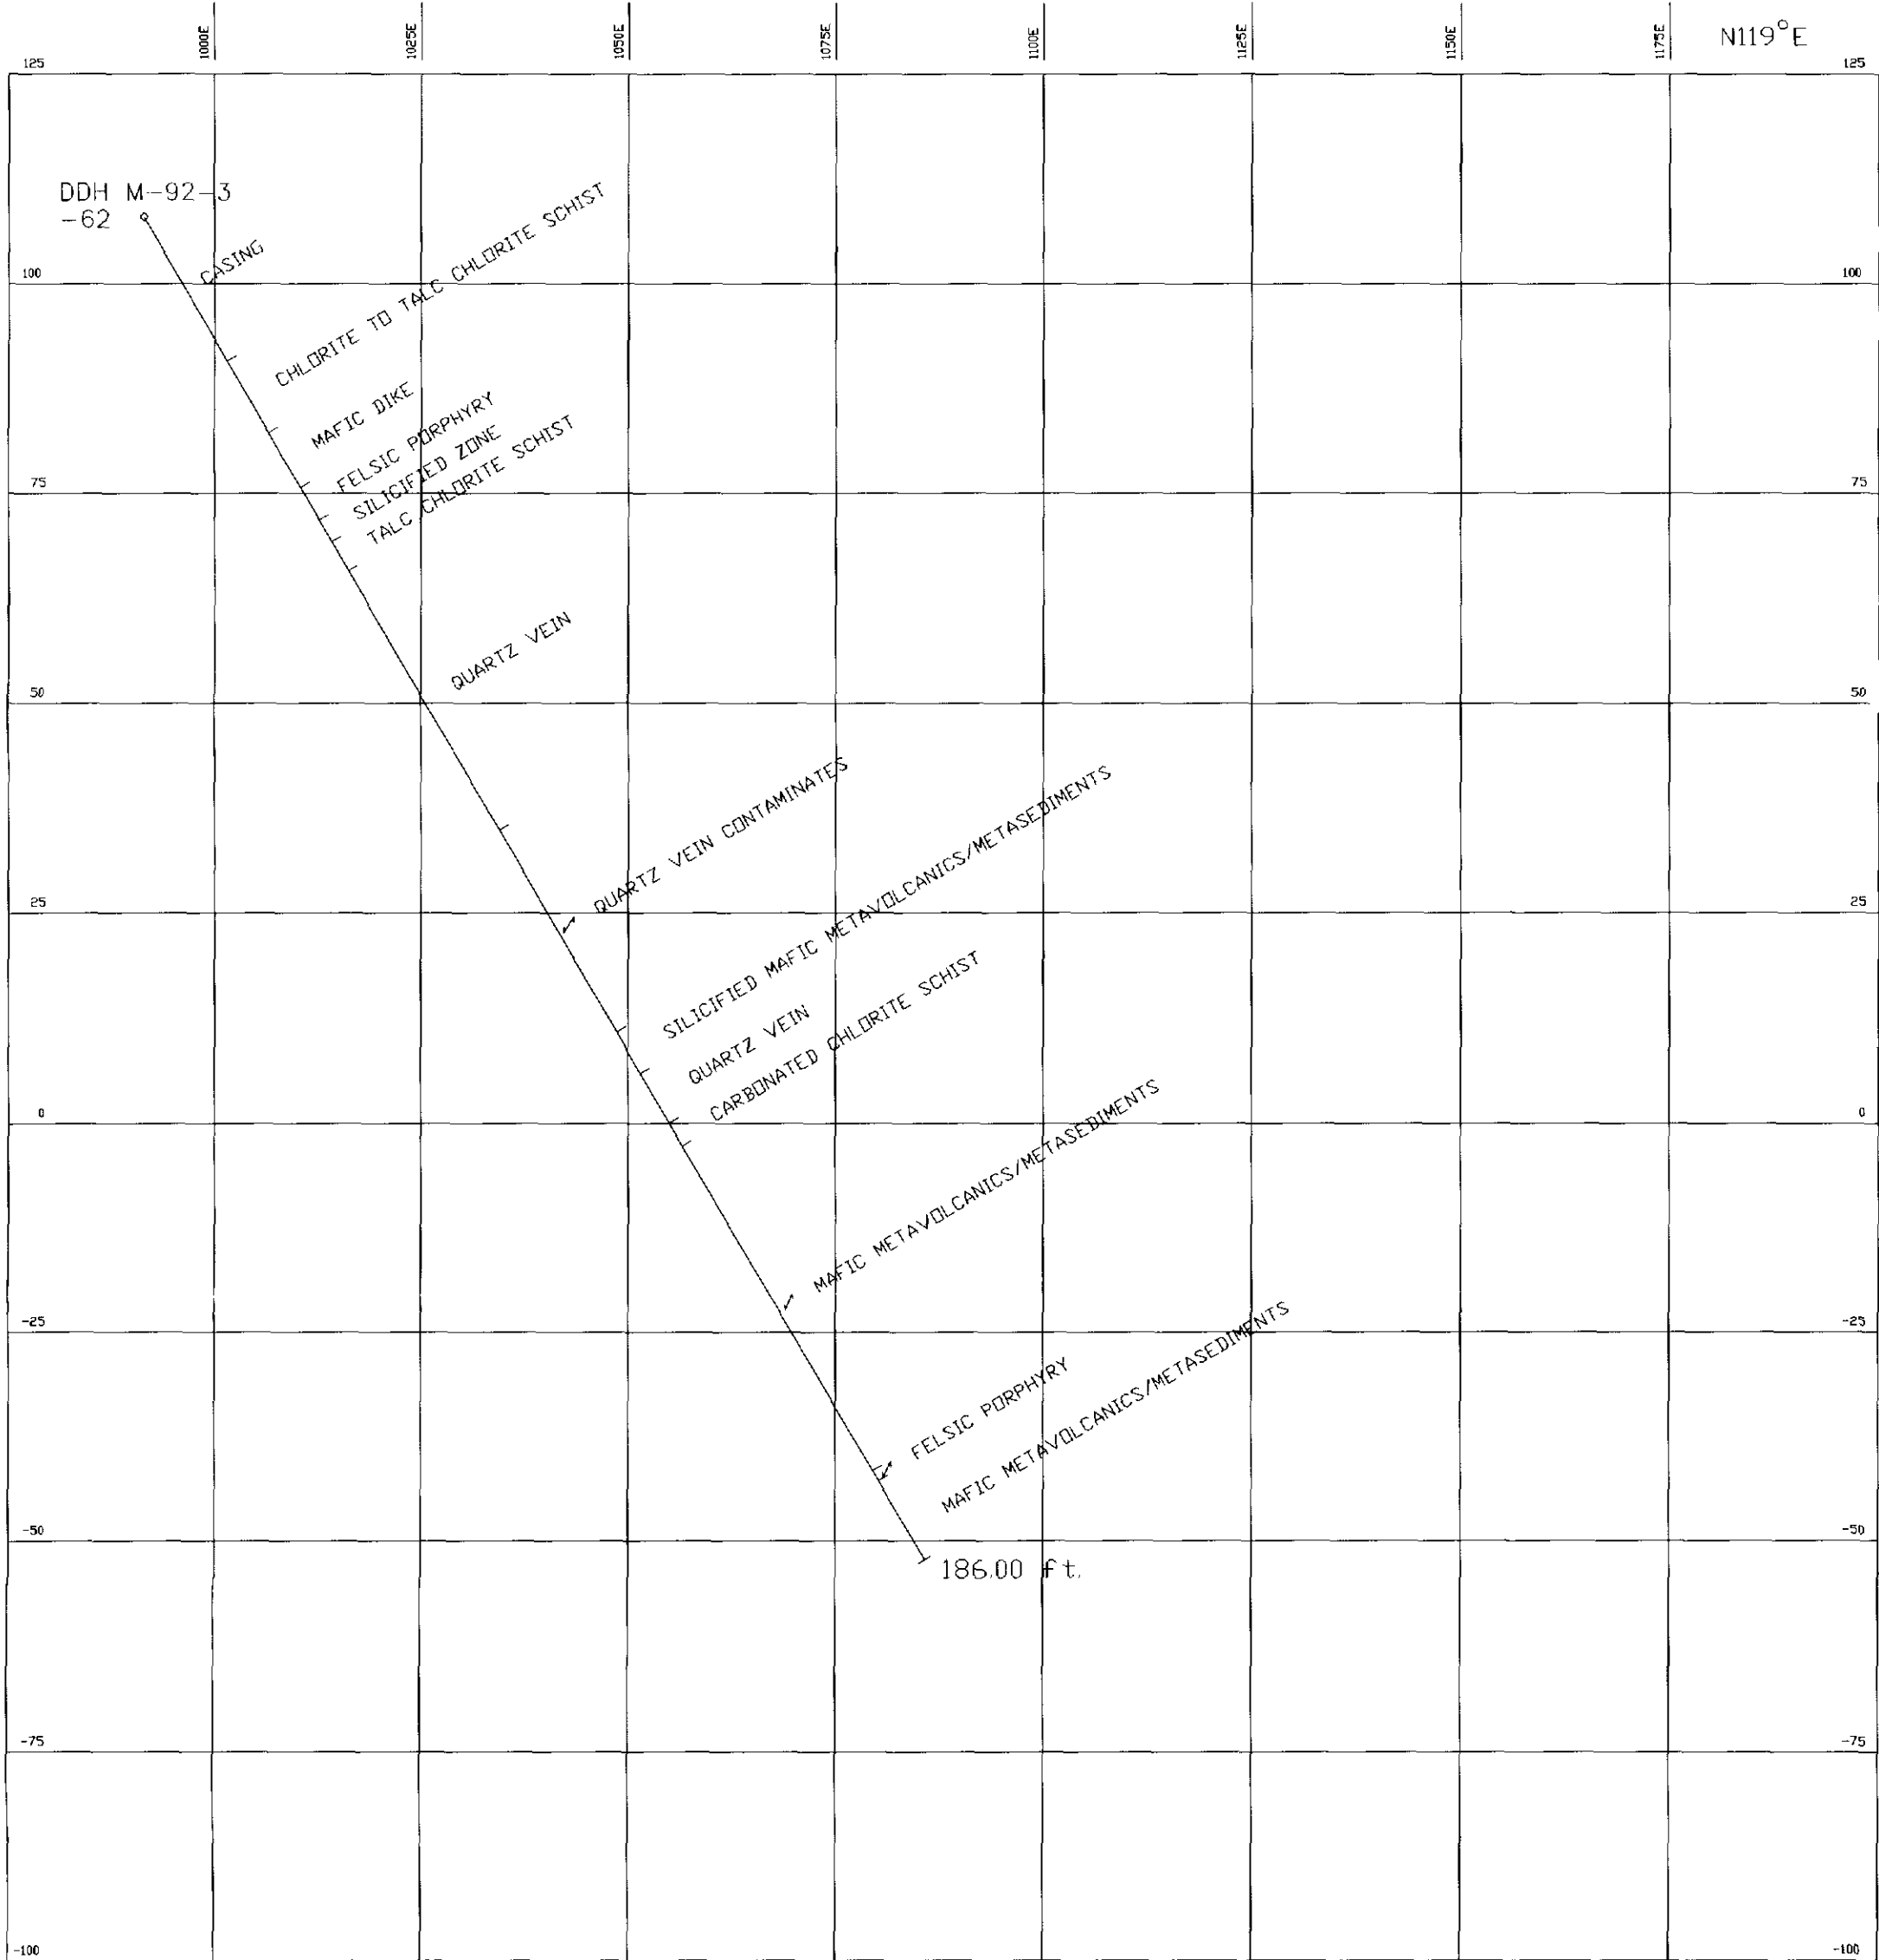 1000E
1025E
1050E
1075E
1100E
1125E
1150E
1175E
N119°E
125
125
DDH M-92-3
-62
CASING
CHLORITE TO TALC CHLORITE SCHIST
100
100
MAFIC DIKE
FELSIC PORPHYRY
SILICIFIED ZONE
TALC CHLORITE SCHIST
75
75
QUARTZ VEIN
50
50
QUARTZ VEIN CONTAMINATES
25
25
SILICIFIED MAFIC METAVOLCANICS/METASEDIMENTS
QUARTZ VEIN
CARBONATED CHLORITE SCHIST
0
0
MAFIC METAVOLCANICS/METASEDIMENTS
-25
-25
FELSIC PORPHYRY
MAFIC METAVOLCANICS/METASEDIMENTS
-50
-50
186.00 ft.
-75
-75
-100
-100